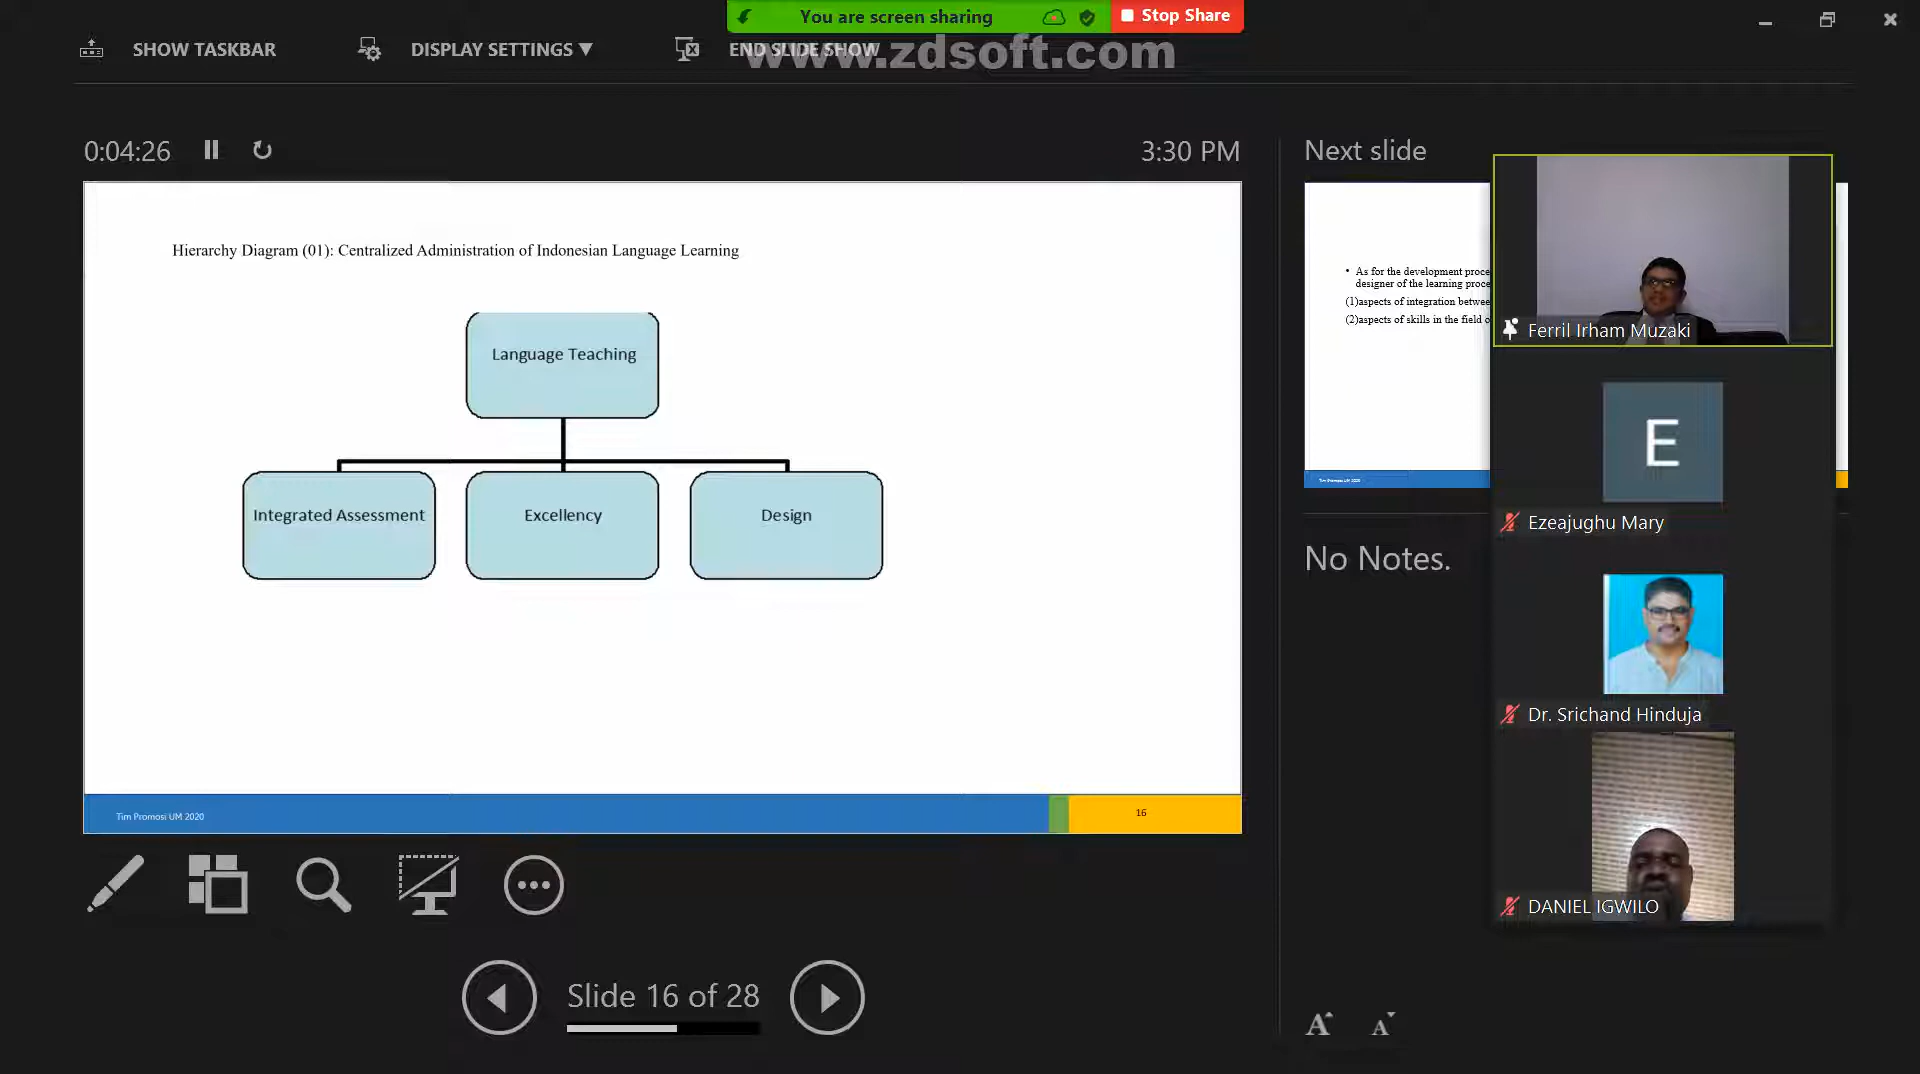 You are screen sharing
Stop Share
SHOW TASKBAR
DISPLAY SETTINGS ▼
END SLIDE SHOW
www.zdsoft.com
0:04:26
3:30 PM
Next slide
Hierarchy Diagram (01): Centralized Administration of Indonesian Language Learning
Language Teaching
Integrated Assessment
Excellency
Design
Tim Promosi UM 2020
16
• As for the development
designer of the learning
(1)aspects of integration
(2)aspects of skills in the field
Tim Promosi UM 2020
Ferril Irham Muzaki
E
Ezeajughu Mary
Dr. Srichand Hinduja
DANIEL IGWILO
No Notes.
Slide 16 of 28
A
A